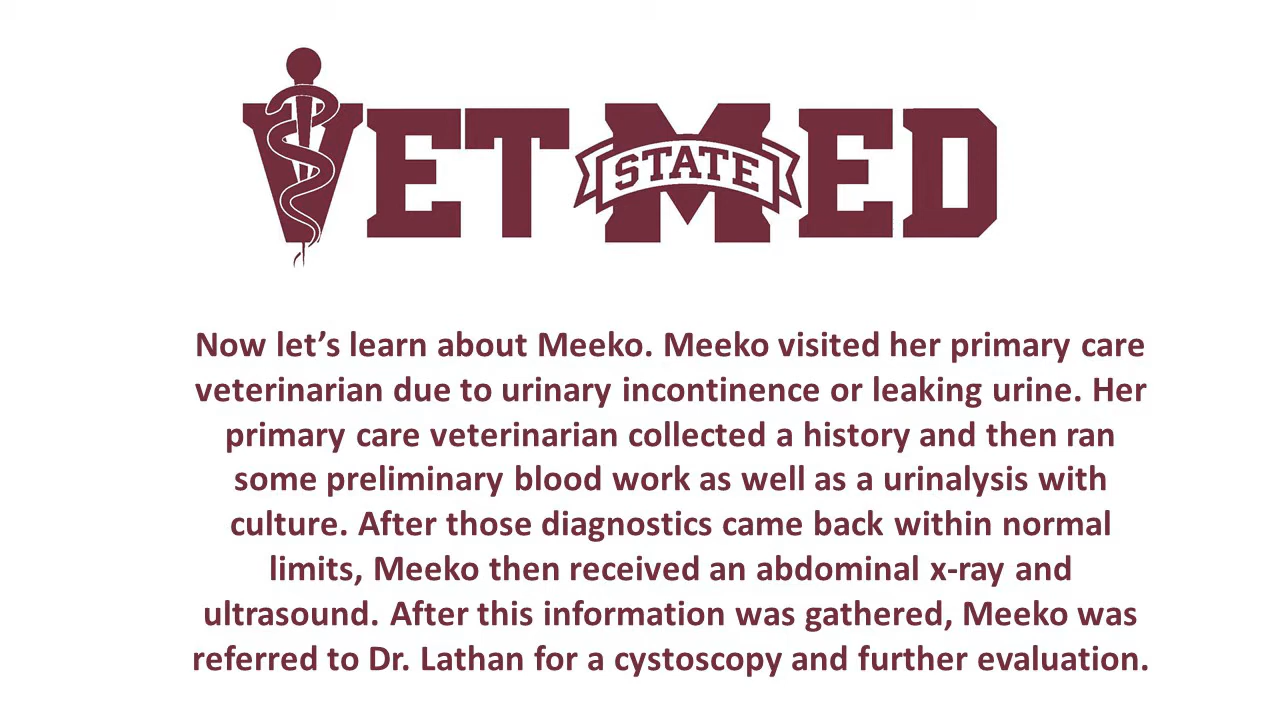 VET MED
STATE
Now let’s learn about Meeko. Meeko visited her primary care
veterinarian due to urinary incontinence or leaking urine. Her
primary care veterinarian collected a history and then ran
some preliminary blood work as well as a urinalysis with
culture. After those diagnostics came back within normal
limits, Meeko then received an abdominal x-ray and
ultrasound. After this information was gathered, Meeko was
referred to Dr. Lathan for a cystoscopy and further evaluation.